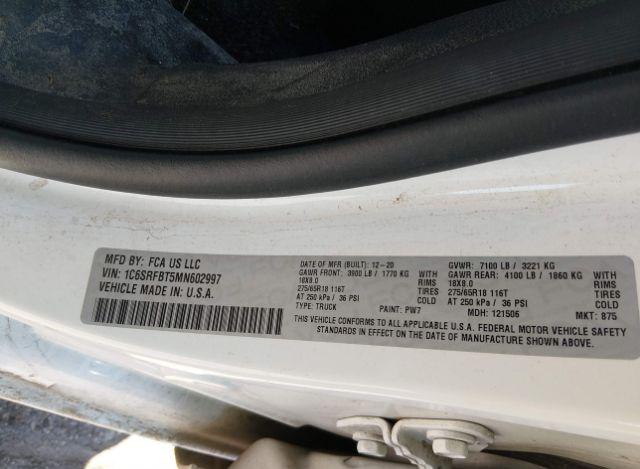 MFD BY: FCA US LLC
VIN: 1C6SRFBT5MN602997
VEHICLE MADE IN: U.S.A.
DATE OF MFR (BUILT): 12-20 GVWR: 7100 LB / 3221 KG
GAWR FRONT: 3900 LB / 1770 KG WITH GAWR REAR: 4100 LB / 1860 KG WITH
18X8.0 RIMS 18X8.0 RIMS
275/65R18 116T TIRES 275/65R18 116T TIRES
AT 250 kPa / 36 PSI COLD AT 250 kPa / 36 PSI COLD
TYPE: TRUCK PAINT: PW7 MDH: 121506 MKT: 875
THIS VEHICLE CONFORMS TO ALL APPLICABLE U.S.A. FEDERAL MOTOR VEHICLE SAFETY
STANDARDS IN EFFECT ON THE DATE OF MANUFACTURE SHOWN ABOVE.